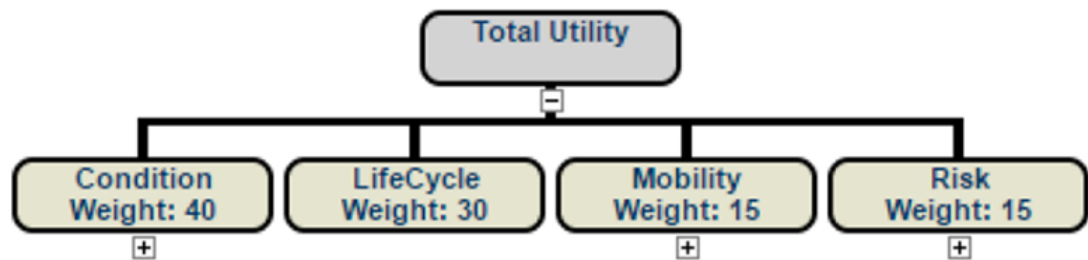 Total Utility
Condition
Weight: 40
LifeCycle
Weight: 30
Mobility
Weight: 15
Risk
Weight: 15